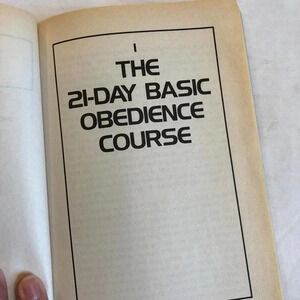 I
THE
21-DAY BASIC
OBEDIENCE
COURSE